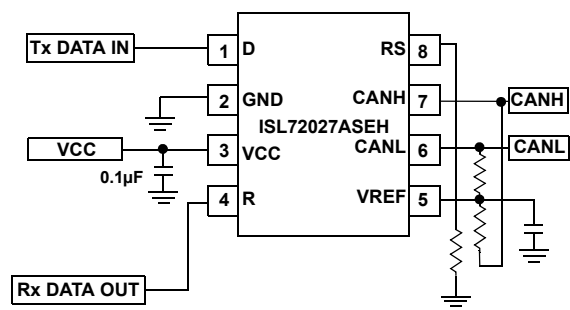 Tx DATA IN
1
D
RS
8
2
GND
CANH
7
CANH
ISL72027ASEH
VCC
3
VCC
CANL
6
CANL
0.1µF
4
R
VREF
5
Rx DATA OUT